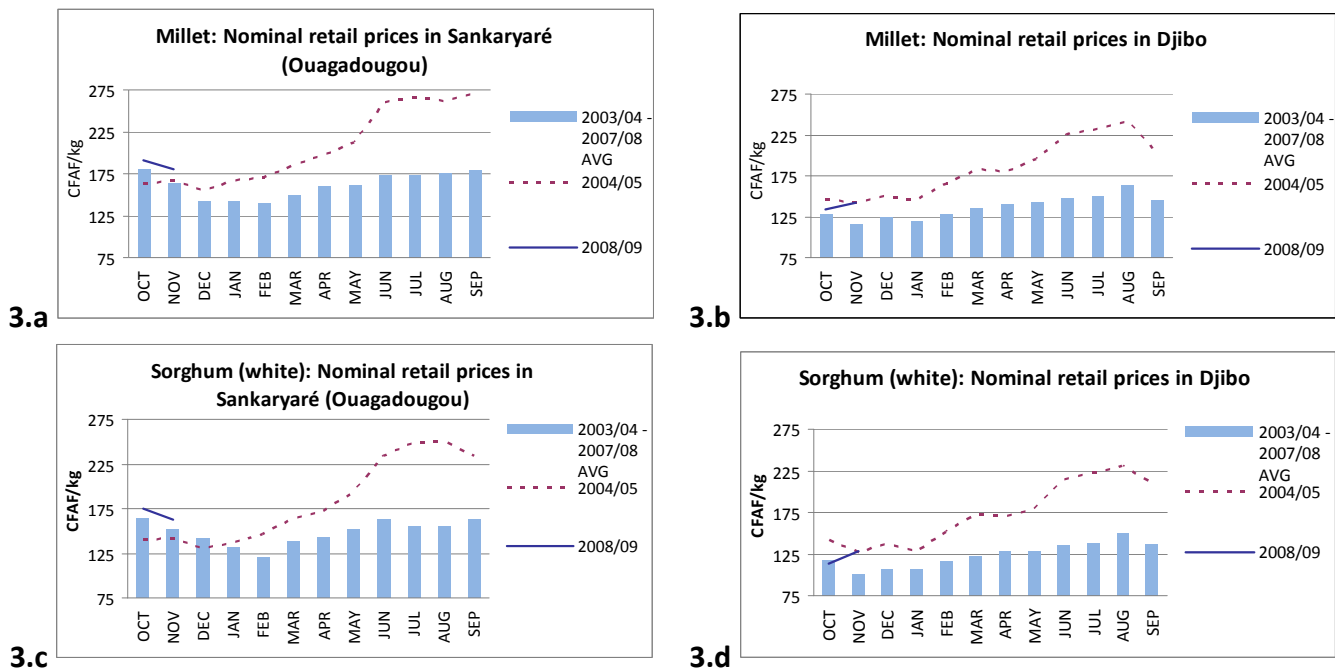 Millet: Nominal retail prices in Sankaryaré
(Ouagadougou)
275
225
175
125
75
CFAF/kg
OCT
NOV
DEC
JAN
FEB
MAR
APR
MAY
JUN
JUL
AUG
SEP
2003/04 -
2007/08
AVG
2004/05
2008/09
3.a
Millet: Nominal retail prices in Djibo
275
225
175
125
75
CFAF/kg
OCT
NOV
DEC
JAN
FEB
MAR
APR
MAY
JUN
JUL
AUG
SEP
2003/04 -
2007/08
AVG
2004/05
2008/09
3.b
Sorghum (white): Nominal retail prices in
Sankaryaré (Ouagadougou)
275
225
175
125
75
CFAF/kg
OCT
NOV
DEC
JAN
FEB
MAR
APR
MAY
JUN
JUL
AUG
SEP
2003/04 -
2007/08
AVG
2004/05
2008/09
3.c
Sorghum (white): Nominal retail prices in Djibo
275
225
175
125
75
CFAF/kg
OCT
NOV
DEC
JAN
FEB
MAR
APR
MAY
JUN
JUL
AUG
SEP
2003/04 -
2007/08
AVG
2004/05
2008/09
3.d